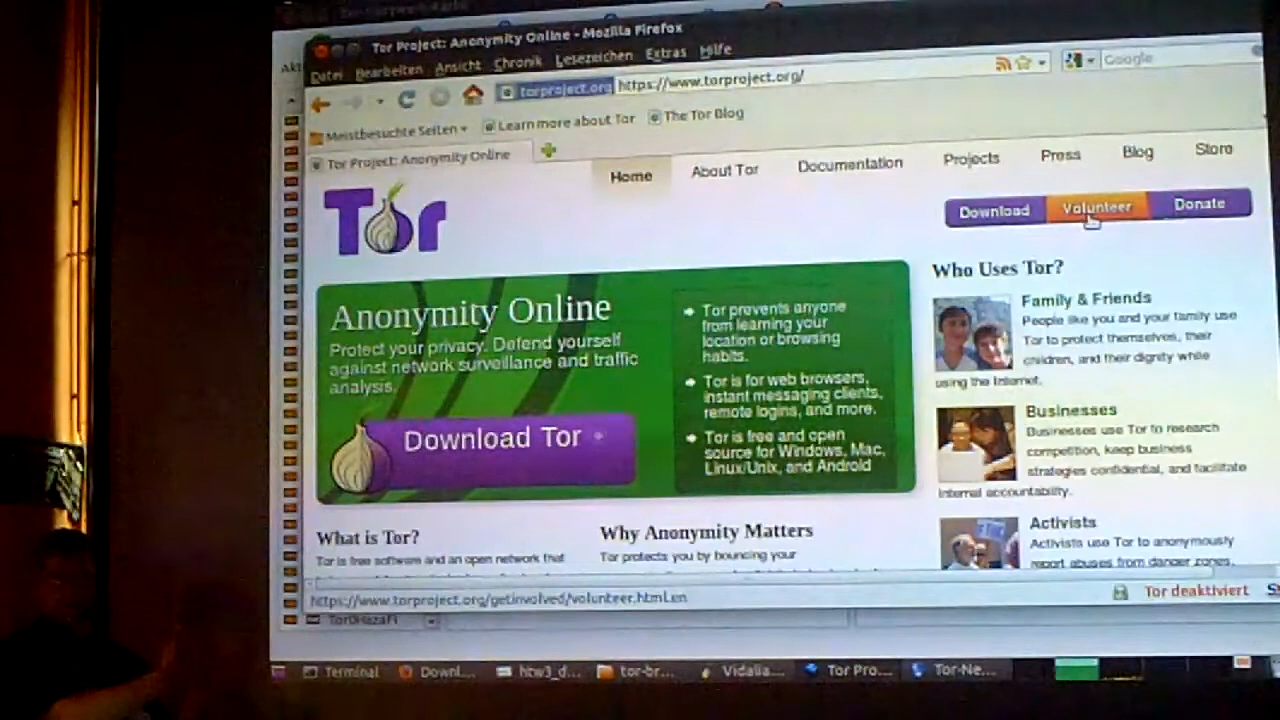 Tor Project: Anonymity Online - Mozilla Firefox
Datei Bearbeiten Ansicht Chronik Lesezeichen Extras Hilfe
torproject.org https://www.torproject.org/
Google
Meistbesuchte Seiten Learn more about Tor The Tor Blog
Tor Project: Anonymity Online
Home About Tor Documentation Projects Press Blog Store
Tor
Download Volunteer Donate
Anonymity Online
Protect your privacy. Defend yourself
against network surveillance and traffic
analysis.
Download Tor
Tor prevents anyone
from learning your
location or browsing
habits.
Tor is for web browsers,
instant messaging clients,
remote logins, and more.
Tor is free and open
source for Windows, Mac,
Linux/Unix, and Android
Who Uses Tor?
Family & Friends
People like you and your family use
Tor to protect themselves, their
children, and their dignity while
using the Internet.
Businesses
Businesses use Tor to research
competition, keep business
strategies confidential, and facilitate
internal accountability.
Activists
Activists use Tor to anonymously
report abuses from danger zones.
What is Tor?
Tor is free software and an open network that
Why Anonymity Matters
Tor protects you by bouncing your
https://www.torproject.org/getinvolved/volunteer.html.en
Tor deaktiviert
Terminal Downl... htw3_d... tor-br... Vidalia... Tor Pro... Tor-Ne...